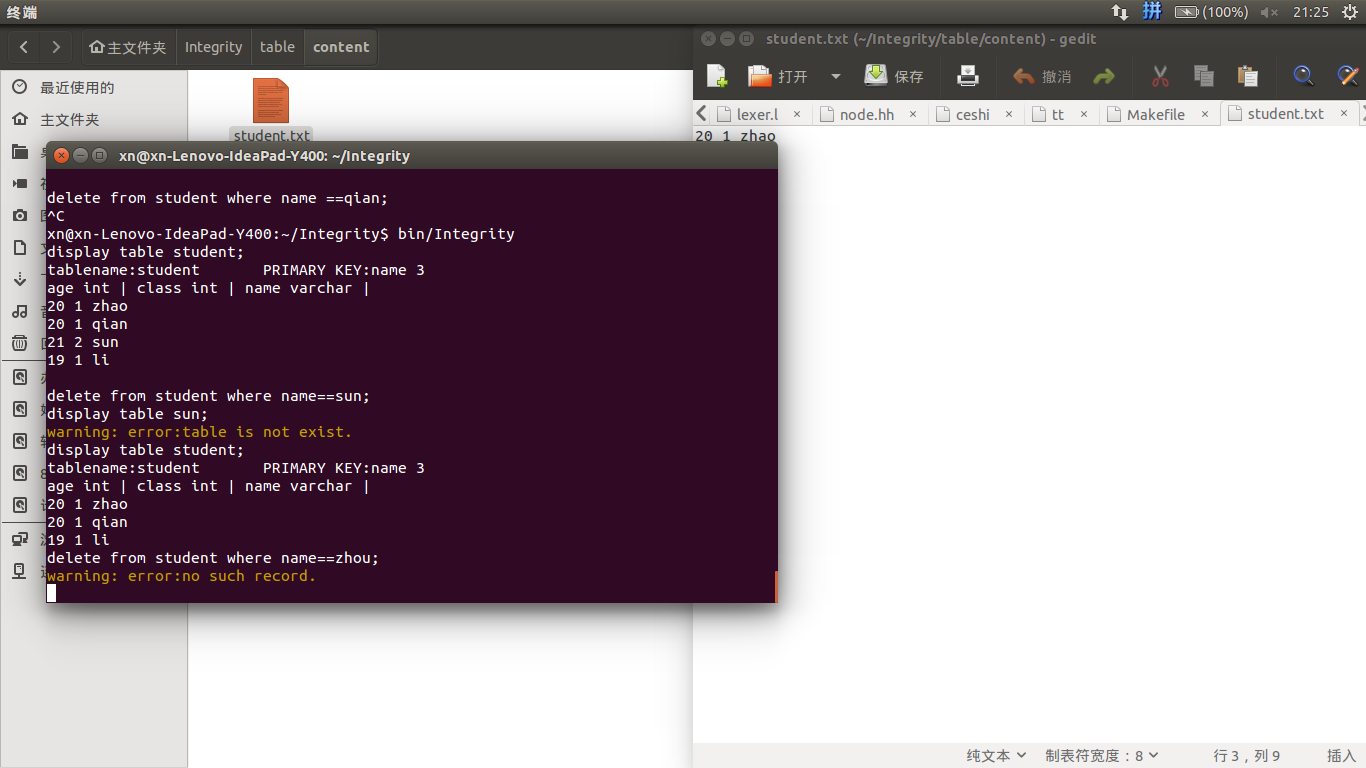 终端
(100%)
21:25
主文件夹 Integrity table content
最近使用的
主文件夹
student.txt
student.txt (~/Integrity/table/content) - gedit
打开 保存 撤消
lexer.l × node.hh × ceshi × tt × Makefile × student.txt ×
20 1 zhao
xn@xn-Lenovo-IdeaPad-Y400: ~/Integrity
delete from student where name ==qian;
^C
xn@xn-Lenovo-IdeaPad-Y400:~/Integrity$ bin/Integrity
display table student;
tablename:student       PRIMARY KEY:name 3
age int | class int | name varchar |
20 1 zhao
20 1 qian
21 2 sun
19 1 li
delete from student where name==sun;
display table sun;
warning: error:table is not exist.
display table student;
tablename:student       PRIMARY KEY:name 3
age int | class int | name varchar |
20 1 zhao
20 1 qian
19 1 li
delete from student where name==zhou;
warning: error:no such record.
纯文本 制表符宽度：8 行 3，列 9 插入